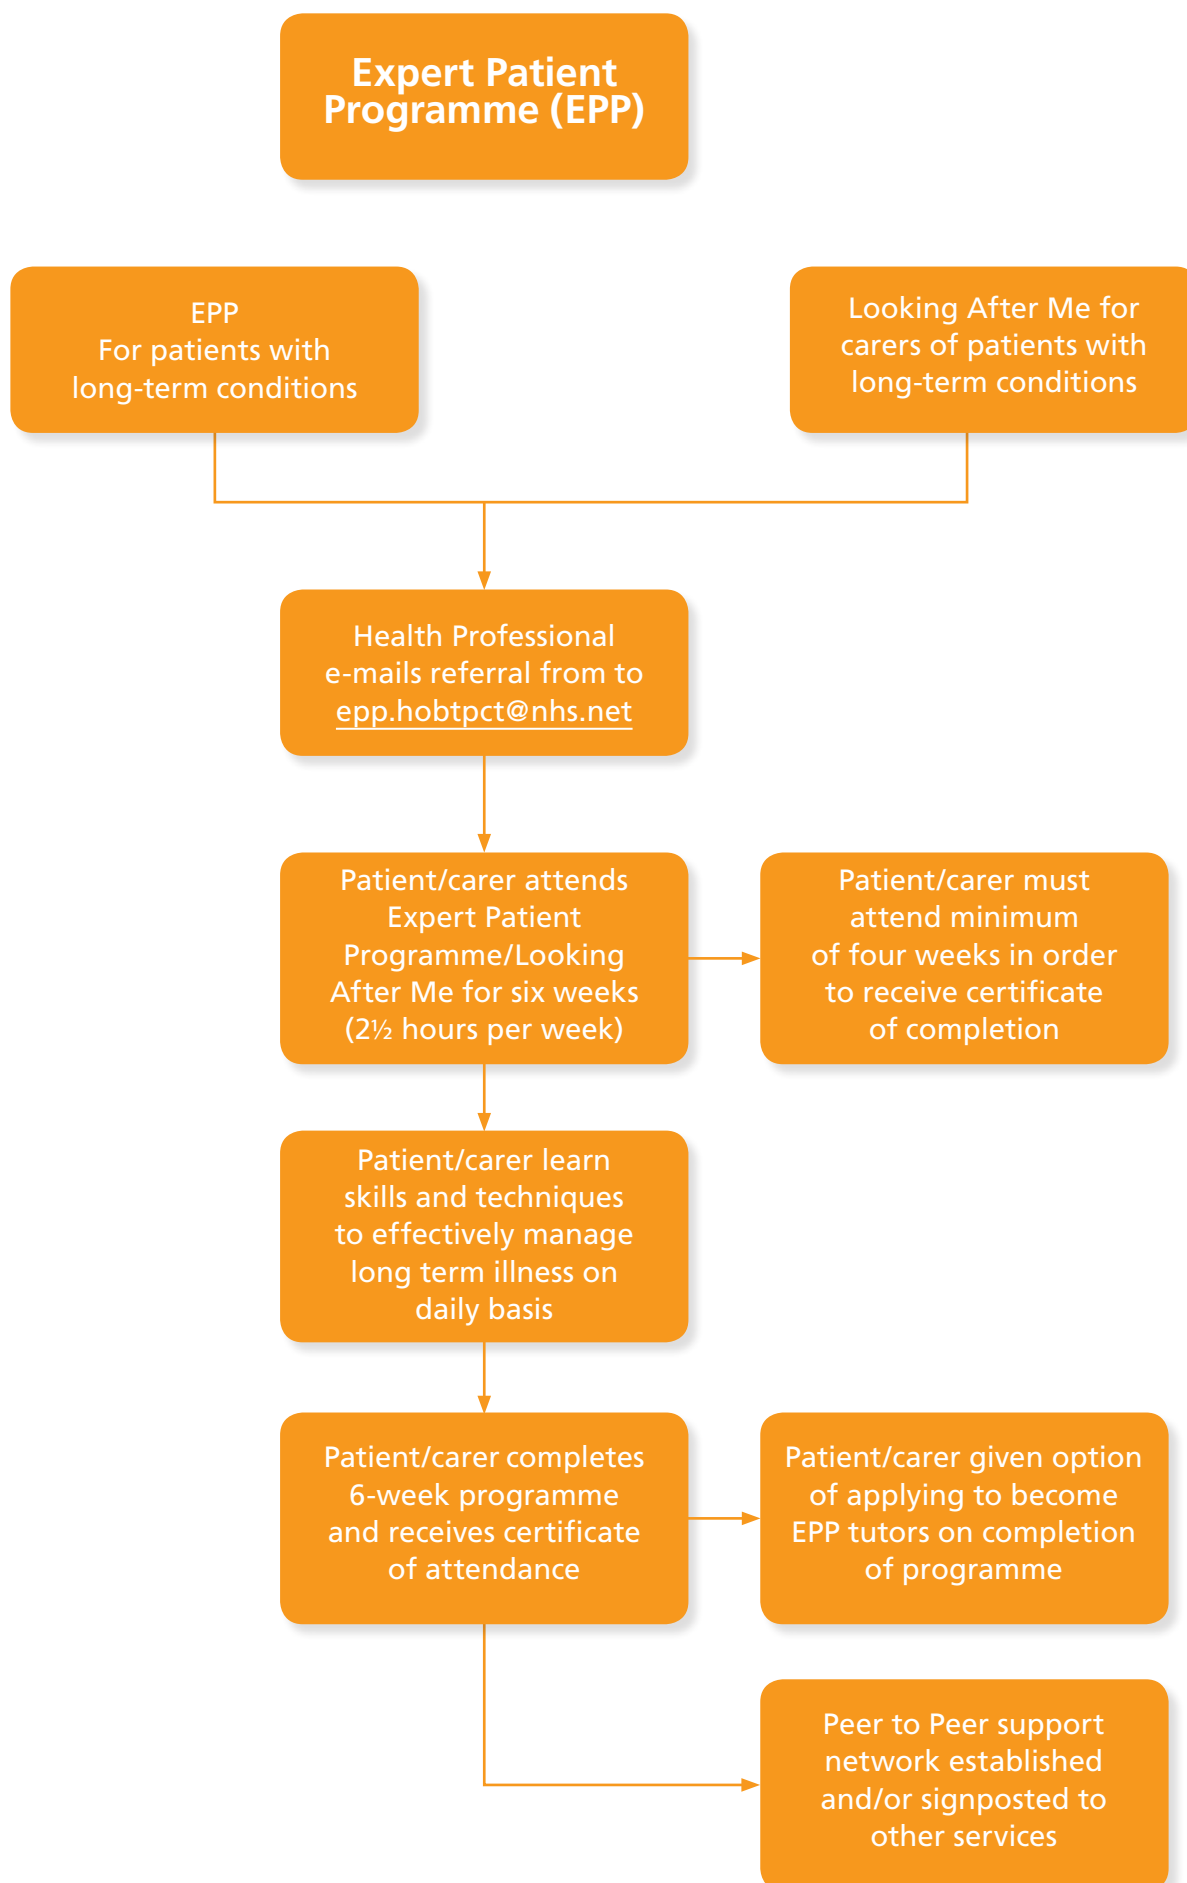 Expert Patient
Programme (EPP)
EPP
For patients with
long-term conditions
Looking After Me for
carers of patients with
long-term conditions
Health Professional
e-mails referral from to
epp.hobtpct@nhs.net
Patient/carer attends
Expert Patient
Programme/Looking
After Me for six weeks
(2½ hours per week)
Patient/carer must
attend minimum
of four weeks in order
to receive certificate
of completion
Patient/carer learn
skills and techniques
to effectively manage
long term illness on
daily basis
Patient/carer completes
6-week programme
and receives certificate
of attendance
Patient/carer given option
of applying to become
EPP tutors on completion
of programme
Peer to Peer support
network established
and/or signposted to
other services